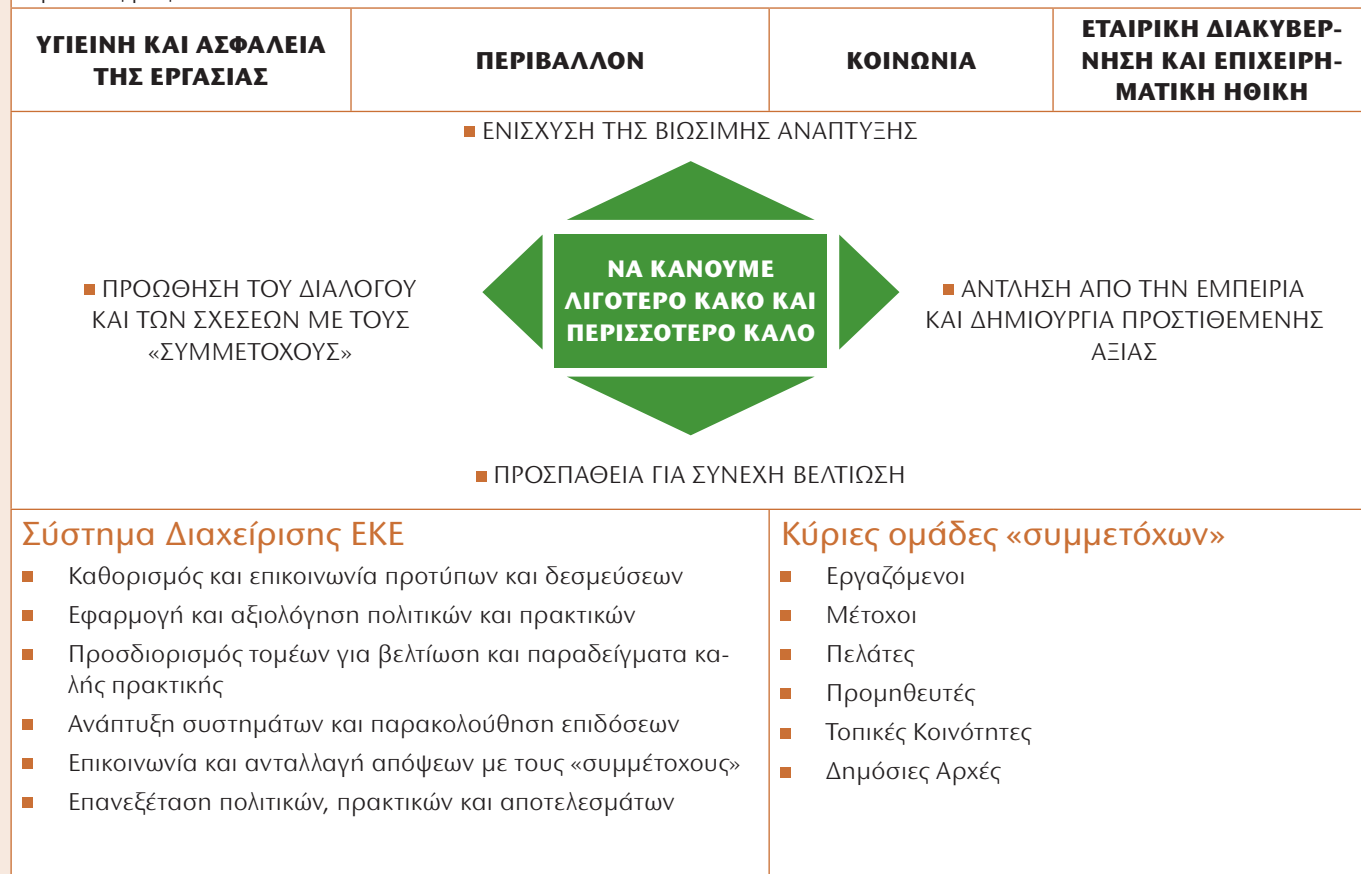 ΥΓΙΕΙΝΗ ΚΑΙ ΑΣΦΑΛΕΙΑ
ΤΗΣ ΕΡΓΑΣΙΑΣ
ΠΕΡΙΒΑΛΛΟΝ
ΚΟΙΝΩΝΙΑ
ΕΤΑΙΡΙΚΗ ΔΙΑΚΥΒΕΡ-
ΝΗΣΗ ΚΑΙ ΕΠΙΧΕΙΡΗ-
ΜΑΤΙΚΗ ΗΘΙΚΗ
■ ΕΝΙΣΧΥΣΗ ΤΗΣ ΒΙΩΣΙΜΗΣ ΑΝΑΠΤΥΞΗΣ
■ ΠΡΟΩΘΗΣΗ ΤΟΥ ΔΙΑΛΟΓΟΥ
ΚΑΙ ΤΩΝ ΣΧΕΣΕΩΝ ΜΕ ΤΟΥΣ
«ΣΥΜΜΕΤΟΧΟΥΣ»
ΝΑ ΚΑΝΟΥΜΕ
ΛΙΓΟΤΕΡΟ ΚΑΚΟ ΚΑΙ
ΠΕΡΙΣΣΟΤΕΡΟ ΚΑΛΟ
■ ΑΝΤΛΗΣΗ ΑΠΟ ΤΗΝ ΕΜΠΕΙΡΙΑ
ΚΑΙ ΔΗΜΙΟΥΡΓΙΑ ΠΡΟΣΤΙΘΕΜΕΝΗΣ
ΑΞΙΑΣ
■ ΠΡΟΣΠΑΘΕΙΑ ΓΙΑ ΣΥΝΕΧΗ ΒΕΛΤΙΩΣΗ
Σύστημα Διαχείρισης ΕΚΕ
■ Καθορισμός και επικοινωνία προτύπων και δεσμεύσεων
■ Εφαρμογή και αξιολόγηση πολιτικών και πρακτικών
■ Προσδιορισμός τομέων για βελτίωση και παραδείγματα κα-
λής πρακτικής
■ Ανάπτυξη συστημάτων και παρακολούθηση επιδόσεων
■ Επικοινωνία και ανταλλαγή απόψεων με τους «συμμέτοχους»
■ Επανεξέταση πολιτικών, πρακτικών και αποτελεσμάτων
Κύριες ομάδες «συμμετόχων»
■ Εργαζόμενοι
■ Μέτοχοι
■ Πελάτες
■ Προμηθευτές
■ Τοπικές Κοινότητες
■ Δημόσιες Αρχές